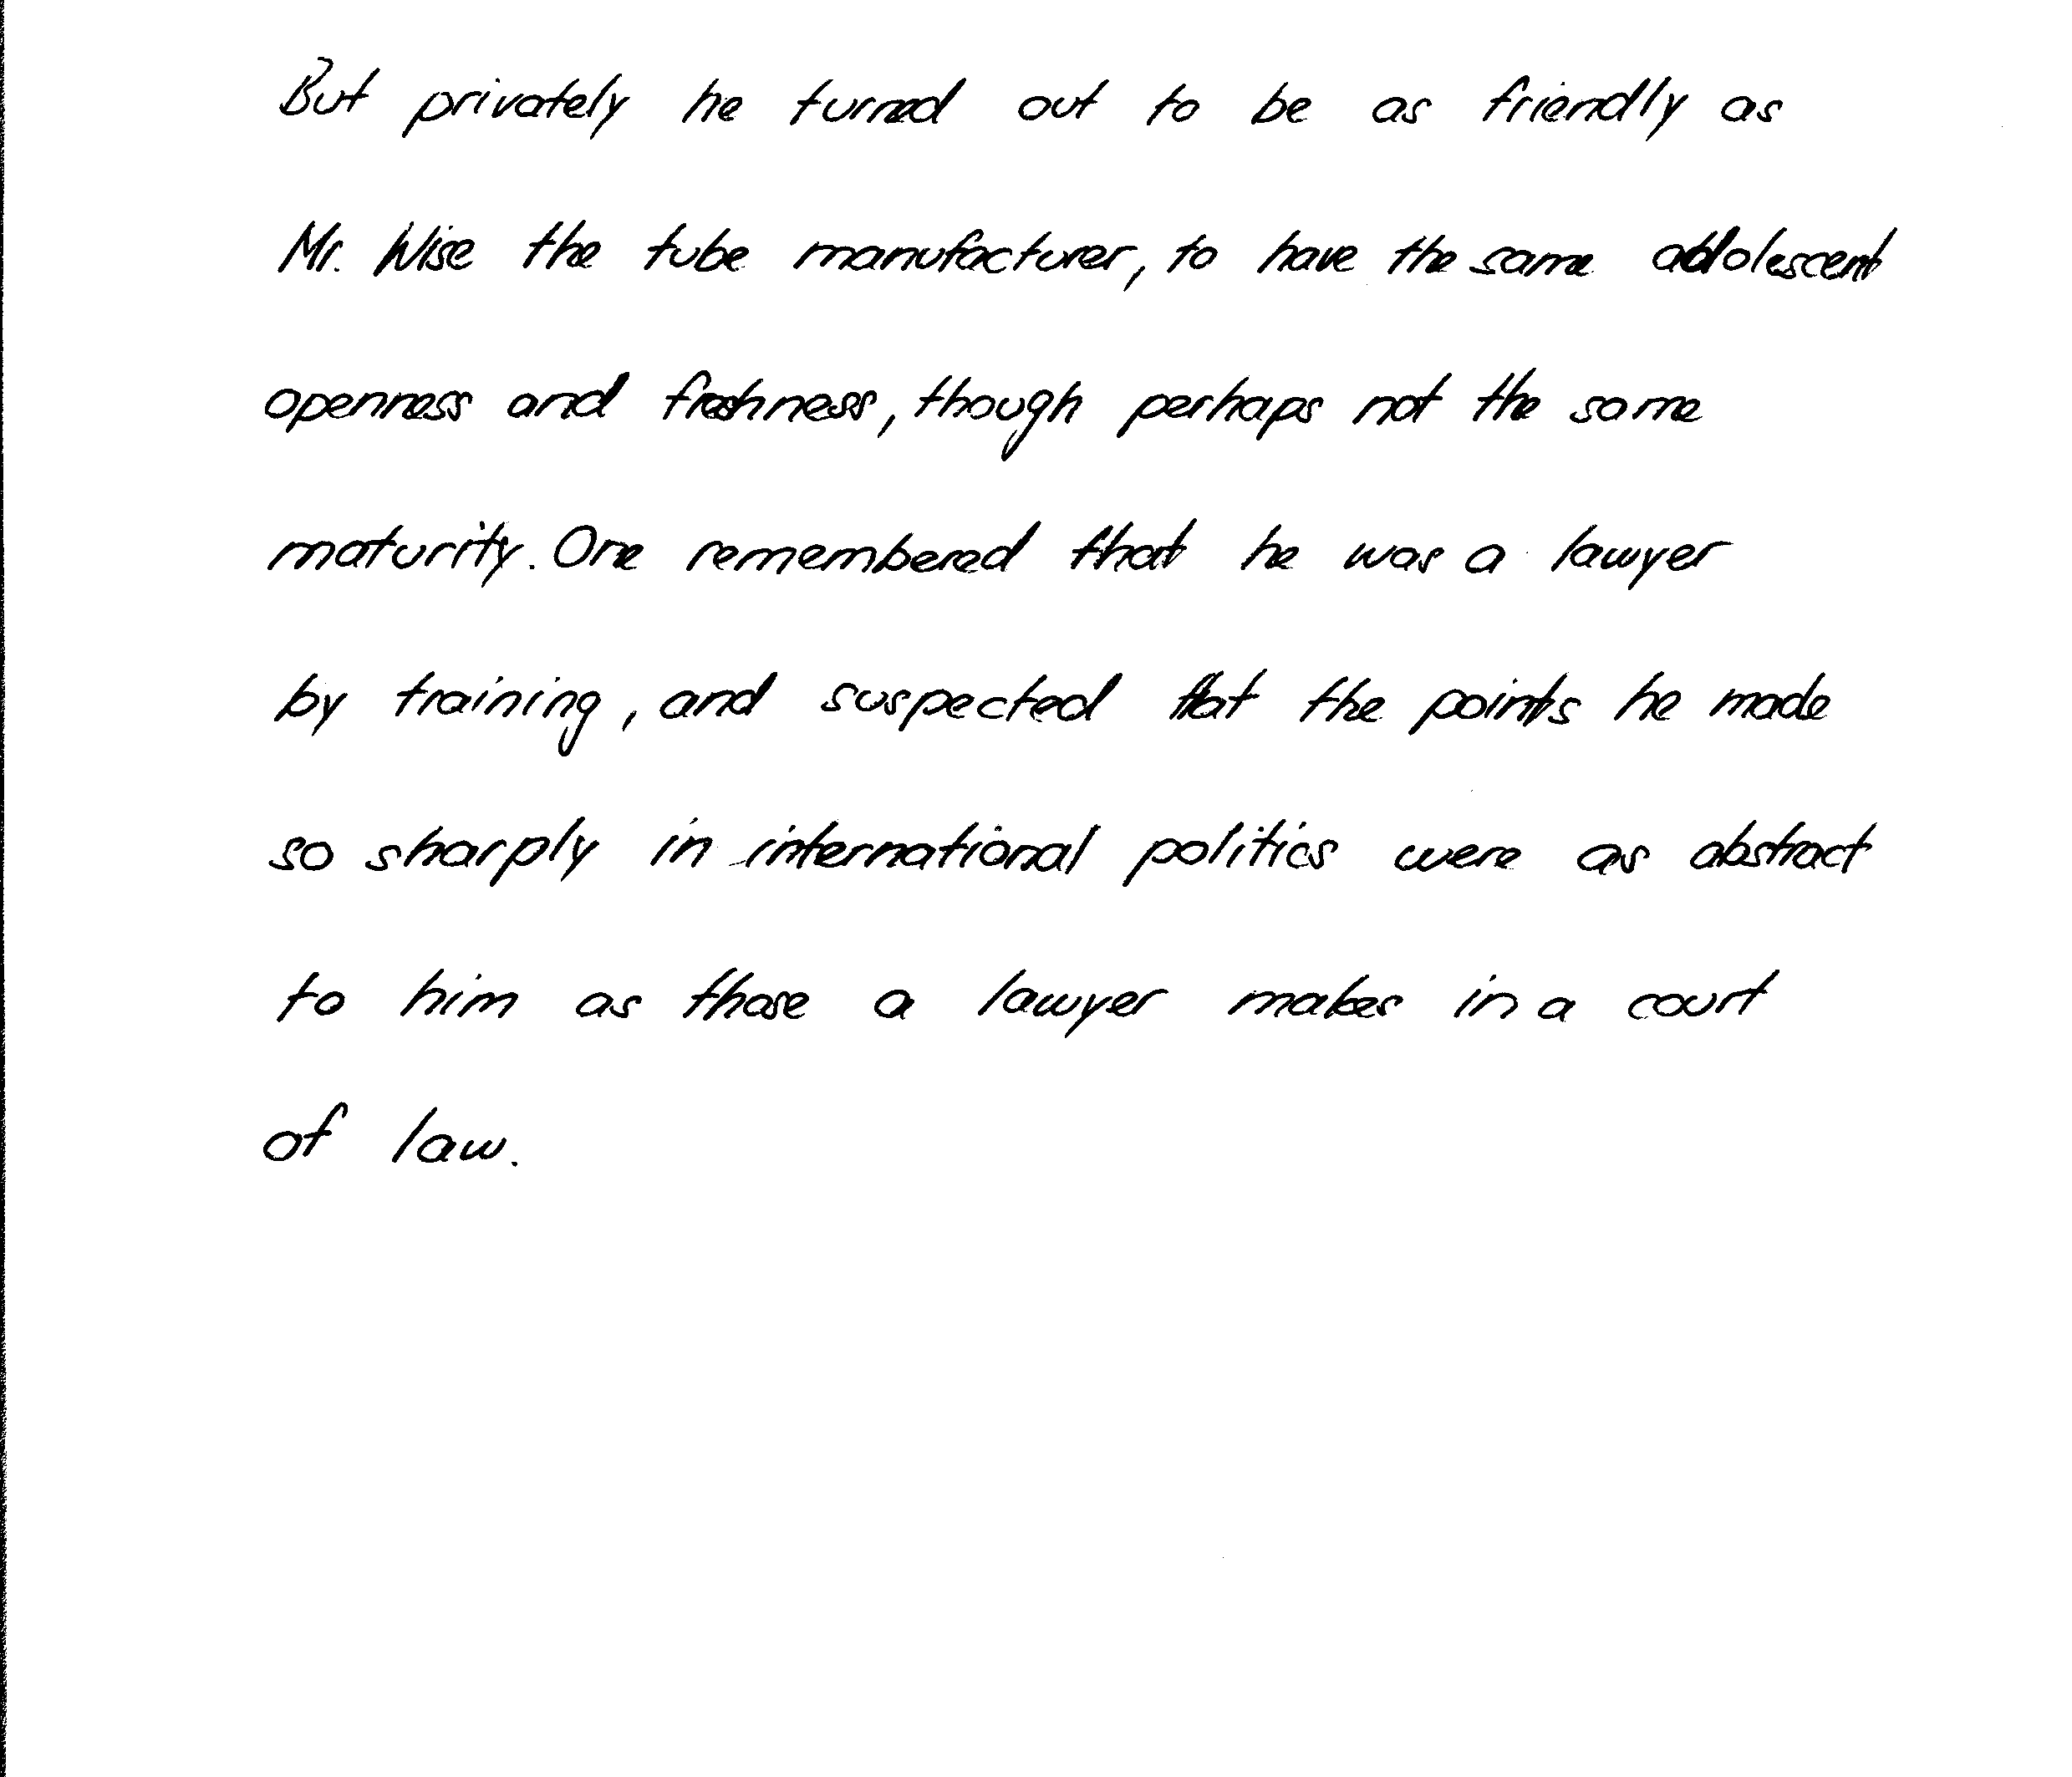 But privately he turned out to be as friendly as
Mr. Wise the tube manufacturer, to have the same adolescent
openness and freshness, though perhaps not the same
maturity. One remembered that he was a lawyer
by training, and suspected that the points he made
so sharply in international politics were as abstract
to him as those a lawyer makes in a court
of law.